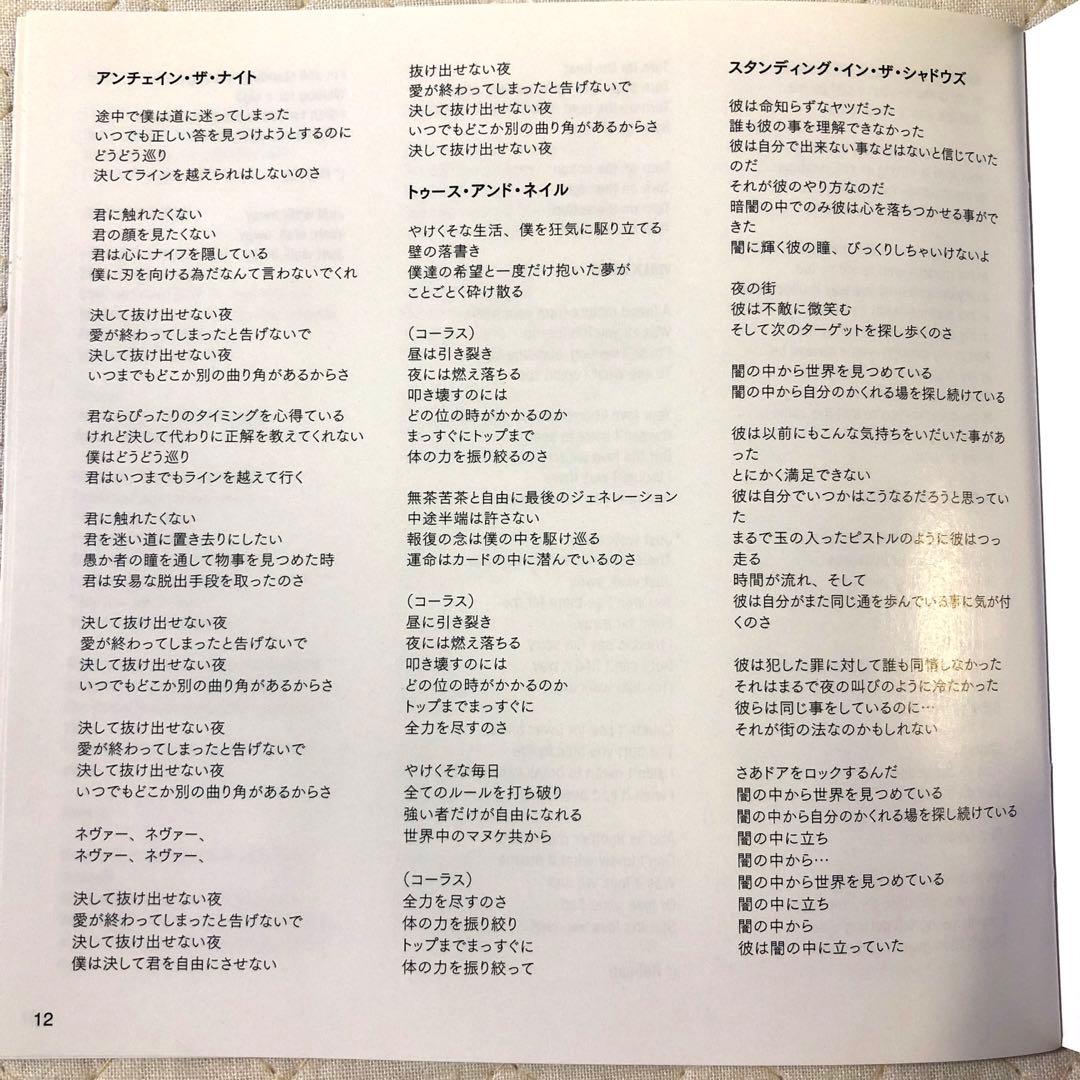 アンチェイン・ザ・ナイト
途中で僕は道に迷ってしまった
いつでも正しい答を見つけようとするのに
どうどう巡り
決してラインを越えられはしないのさ
君に触れたくない
君の顔を見たくない
君は心にナイフを隠している
僕に刃を向ける為だなんて言わないでくれ
決して抜け出せない夜
愛が終わってしまったと告げないで
決して抜け出せない夜
いつまでもどこか別の曲り角があるからさ
君ならぴったりのタイミングを心得ている
けれど決して代わりに正解を教えてくれない
僕はどうどう巡り
君はいつまでもラインを越えて行く
君に触れたくない
君を迷い道に置き去りにしたい
愚か者の瞳を通して物事を見つめた時
君は安易な脱出手段を取ったのさ
決して抜け出せない夜
愛が終わってしまったと告げないで
決して抜け出せない夜
いつでもどこか別の曲り角があるからさ
決して抜け出せない夜
愛が終わってしまったと告げないで
決して抜け出せない夜
いつでもどこか別の曲り角があるからさ
ネヴァー、ネヴァー、
ネヴァー、ネヴァー、
決して抜け出せない夜
愛が終わってしまったと告げないで
決して抜け出せない夜
僕は決して君を自由にさせない
抜け出せない夜
愛が終わってしまったと告げないで
決して抜け出せない夜
いつでもどこか別の曲り角があるからさ
決して抜け出せない夜
トゥース・アンド・ネイル
やけくそな生活、僕を狂気に駆り立てる
壁の落書き
僕達の希望と一度だけ抱いた夢が
ことごとく砕け散る
（コーラス）
昼は引き裂き
夜には燃え落ちる
叩き壊すのには
どの位の時がかかるのか
まっすぐにトップまで
体の力を振り絞るのさ
無茶苦茶と自由に最後のジェネレーション
中途半端は許さない
報復の念は僕の中を駆け巡る
運命はカードの中に潜んでいるのさ
（コーラス）
昼に引き裂き
夜には燃え落ちる
叩き壊すのには
どの位の時がかかるのか
トップまでまっすぐに
全力を尽すのさ
やけくそな毎日
全てのルールを打ち破り
強い者だけが自由になれる
世界中のマヌケ共から
（コーラス）
全力を尽すのさ
体の力を振り絞り
トップまでまっすぐに
体の力を振り絞って
スタンディング・イン・ザ・シャドウズ
彼は命知らずなヤツだった
誰も彼の事を理解できなかった
彼は自分で出来ない事などはないと信じていた
のだ
それが彼のやり方なのだ
暗闇の中でのみ彼は心を落ちつかせる事がで
きた
闇に輝く彼の瞳、びっくりしちゃいけないよ
夜の街
彼は不敵に微笑む
そして次のターゲットを探し歩くのさ
闇の中から世界を見つめている
闇の中から自分のかくれる場を探し続けている
彼は以前にもこんな気持ちをいだいた事があ
った
とにかく満足できない
彼は自分でいつかはこうなるだろうと思ってい
た
まるで玉の入ったピストルのように彼はつっ
走る
時間が流れ、そして
彼は自分がまた同じ通を歩んでいる事に気が付
くのさ
彼は犯した罪に対して誰も同情しなかった
それはまるで夜の叫びのように冷たかった
彼らは同じ事をしているのに…
それが街の法なのかもしれない
さあドアをロックするんだ
闇の中から世界を見つめている
闇の中から自分のかくれる場を探し続けている
闇の中に立ち
闇の中から…
闇の中から世界を見つめている
闇の中に立ち
闇の中から
彼は闇の中に立っていた
12